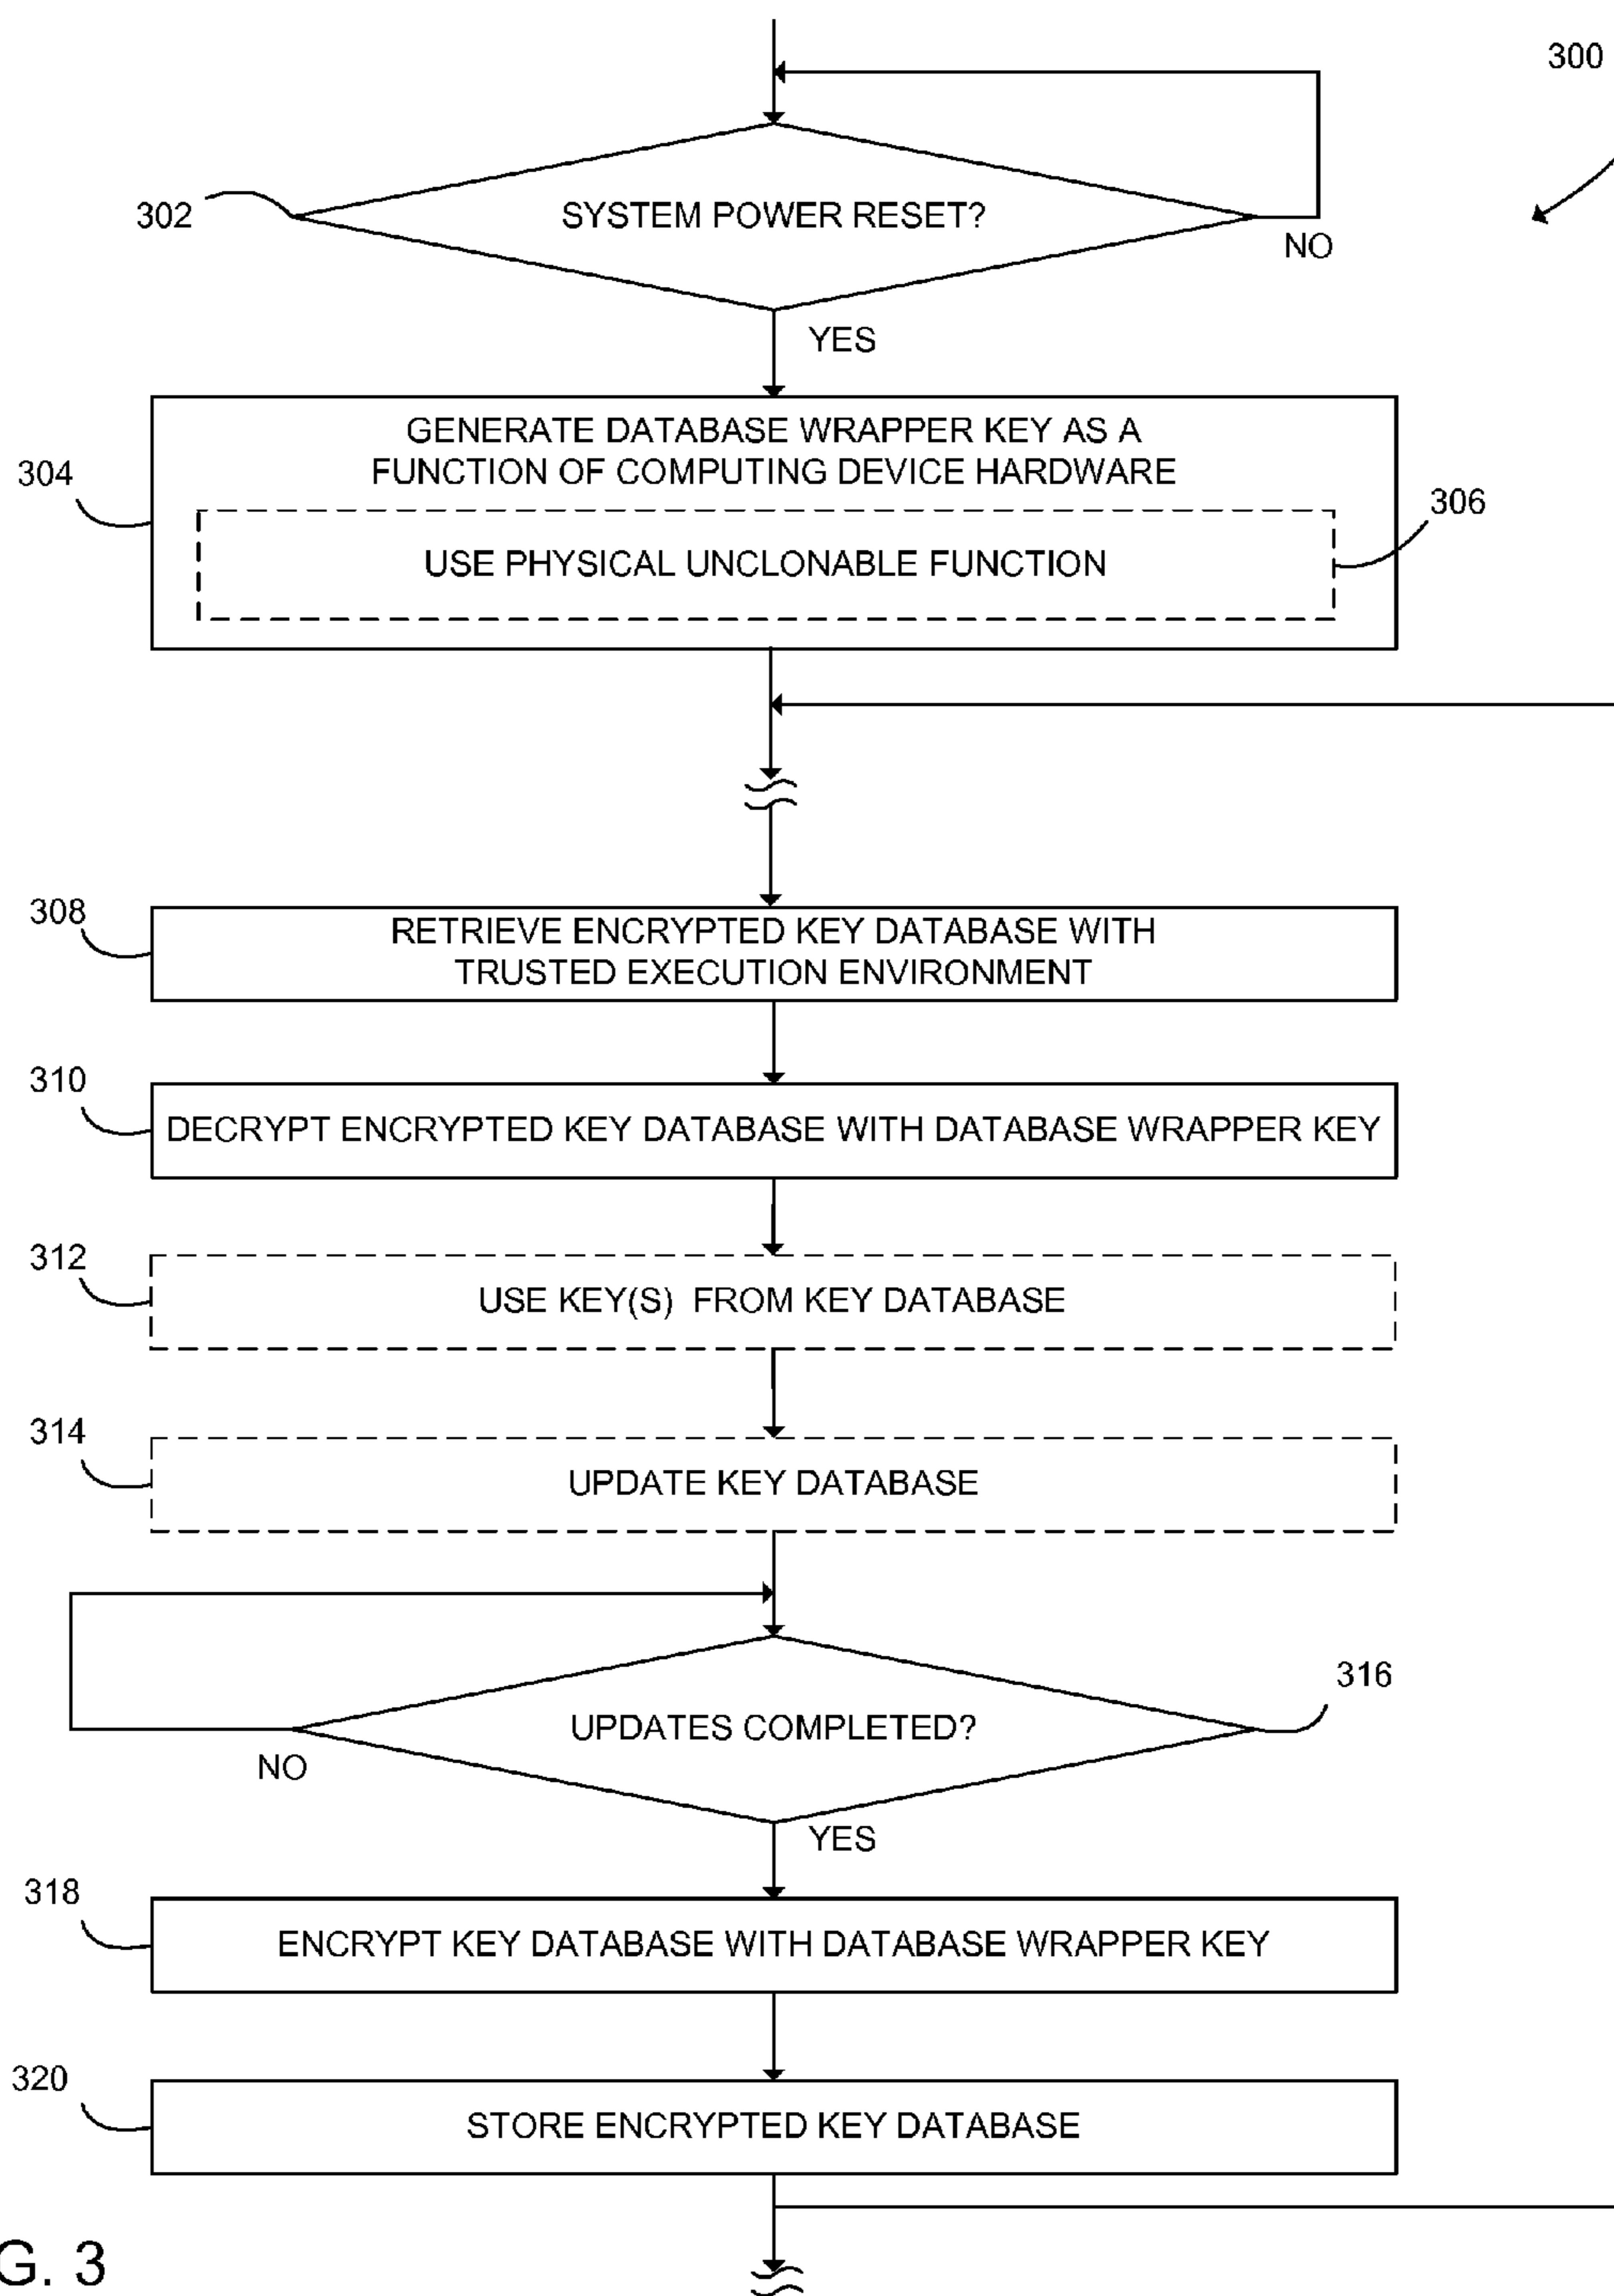 300
302
SYSTEM POWER RESET?
NO
YES
GENERATE DATABASE WRAPPER KEY AS A
FUNCTION OF COMPUTING DEVICE HARDWARE
304
306
USE PHYSICAL UNCLONABLE FUNCTION
308
RETRIEVE ENCRYPTED KEY DATABASE WITH
TRUSTED EXECUTION ENVIRONMENT
310
DECRYPT ENCRYPTED KEY DATABASE WITH DATABASE WRAPPER KEY
312
USE KEY(S) FROM KEY DATABASE
314
UPDATE KEY DATABASE
316
UPDATES COMPLETED?
NO
YES
318
ENCRYPT KEY DATABASE WITH DATABASE WRAPPER KEY
320
STORE ENCRYPTED KEY DATABASE
G. 3